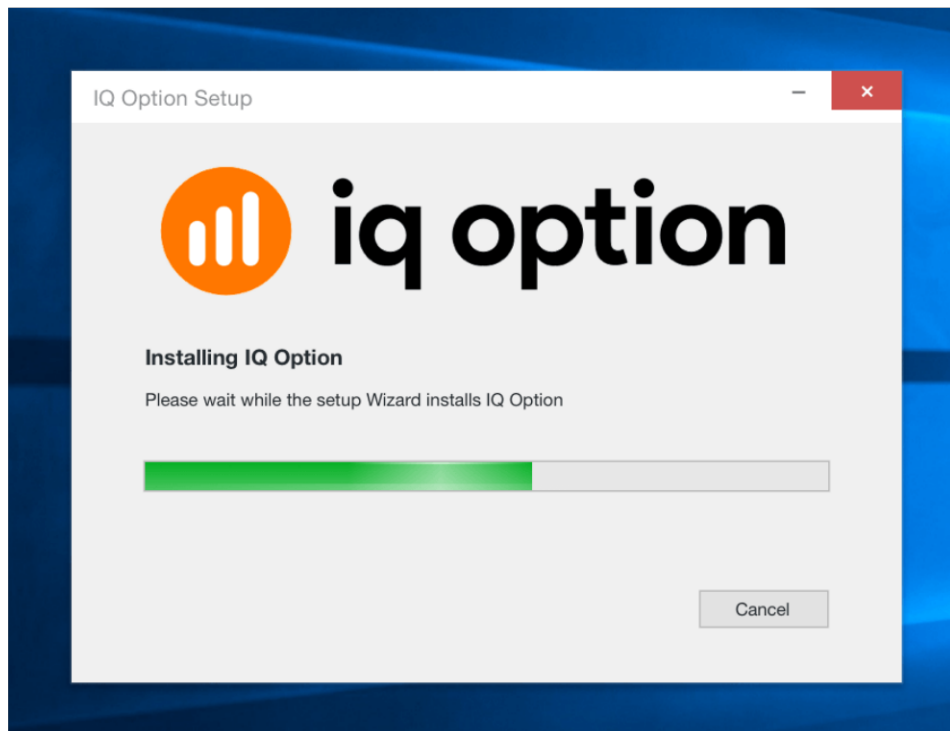 IQ Option Setup
iq option
Installing IQ Option
Please wait while the setup Wizard installs IQ Option
Cancel